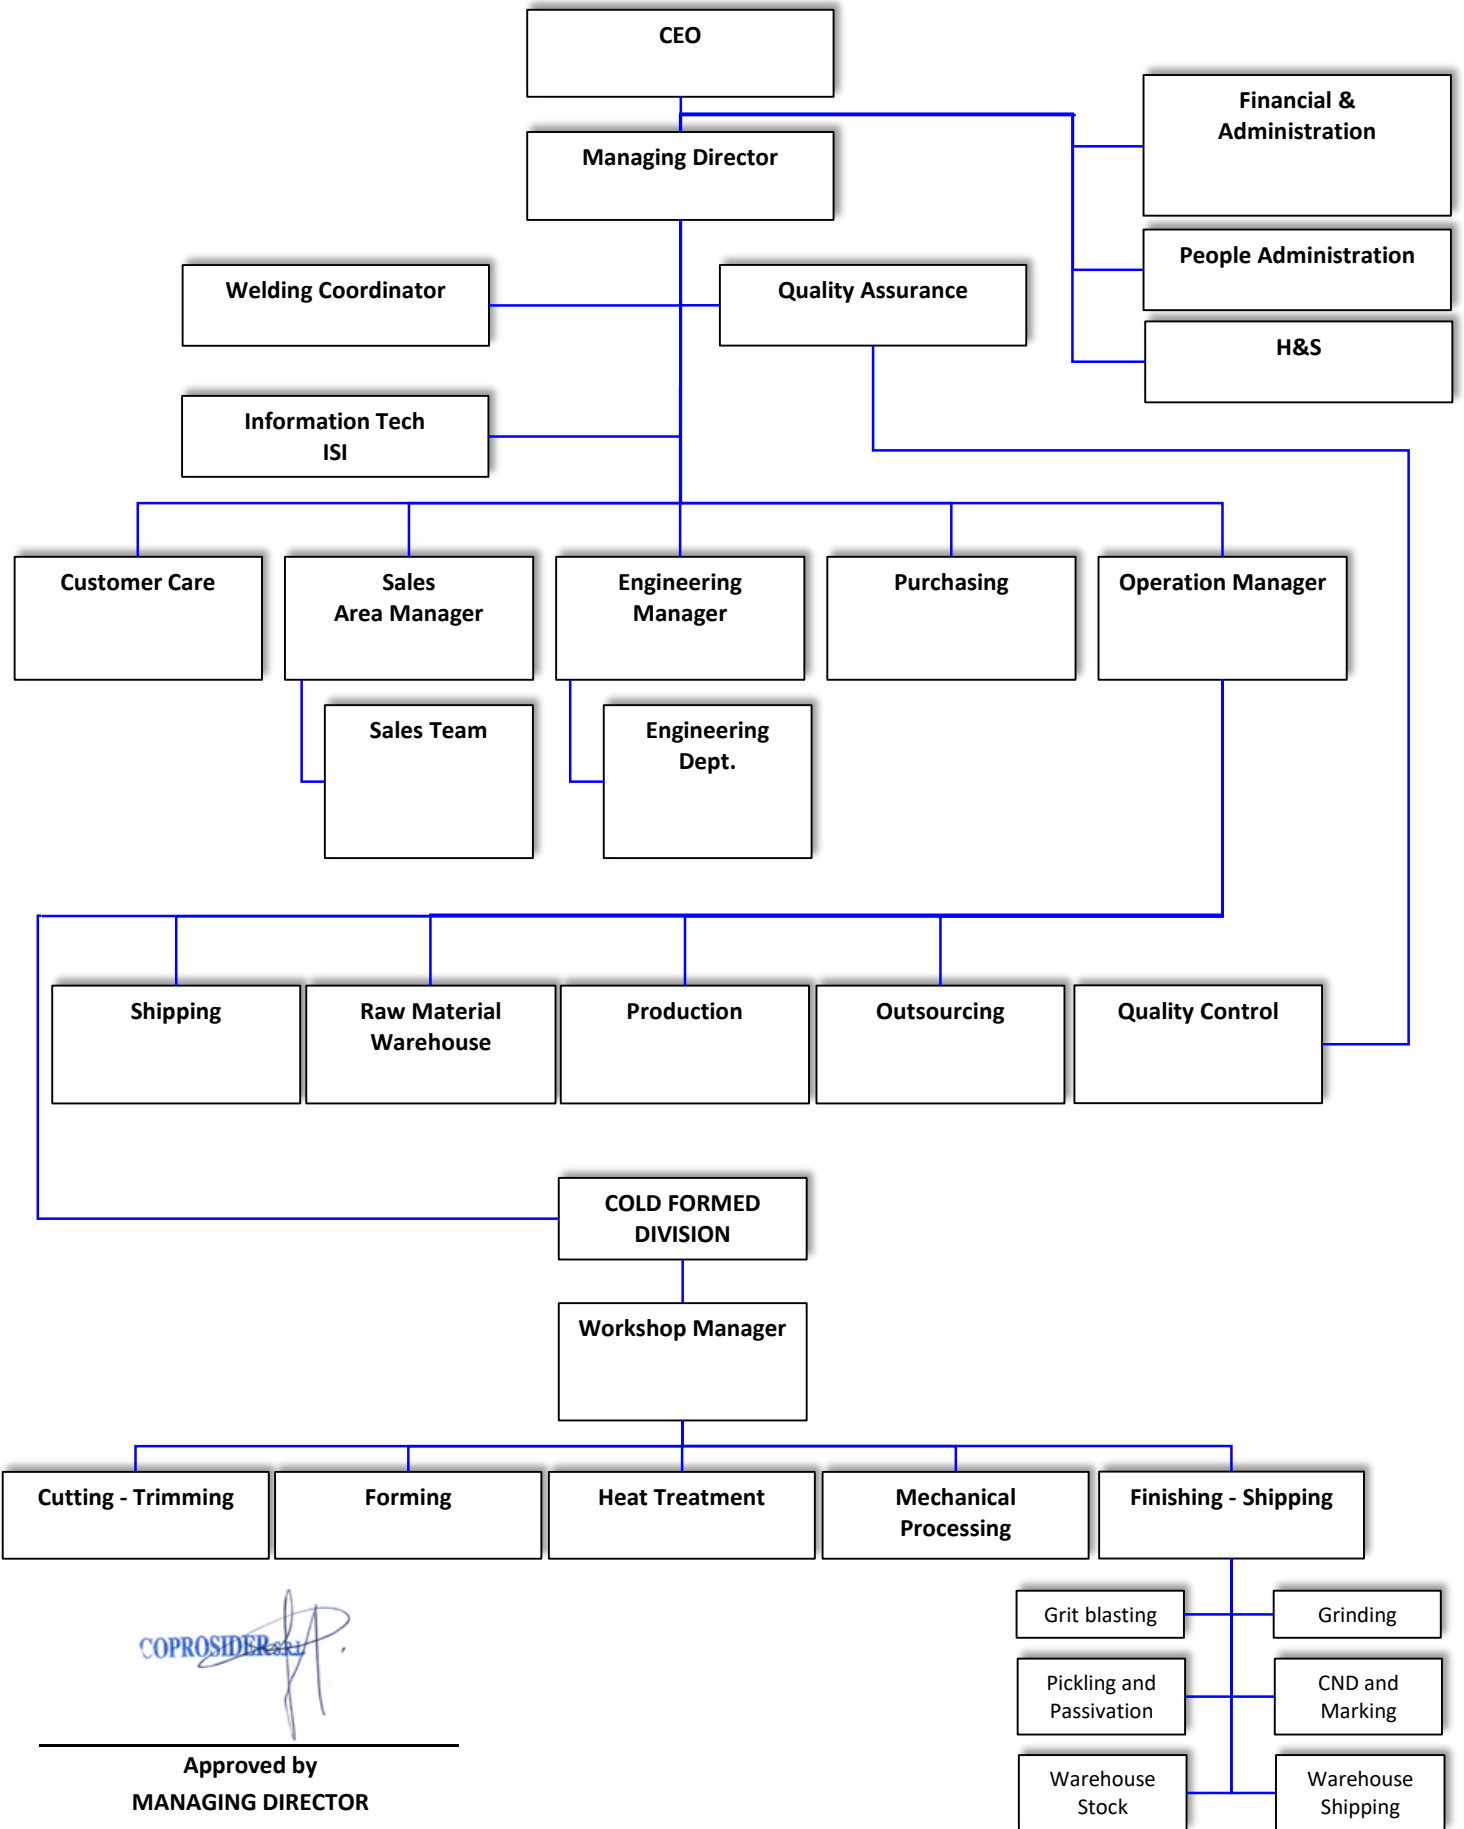 CEO
Financial &
Administration
Managing Director
People Administration
Welding Coordinator
Quality Assurance
H&S
Information Tech
ISI
Customer Care
Sales
Area Manager
Engineering
Manager
Purchasing
Operation Manager
Sales Team
Engineering
Dept.
Shipping
Raw Material
Warehouse
Production
Outsourcing
Quality Control
COLD FORMED
DIVISION
Workshop Manager
Cutting - Trimming
Forming
Heat Treatment
Mechanical
Processing
Finishing - Shipping
Grit blasting
Grinding
Pickling and
Passivation
CND and
Marking
Warehouse
Stock
Warehouse
Shipping
COPROSIDER S.R.L.
Approved by
MANAGING DIRECTOR